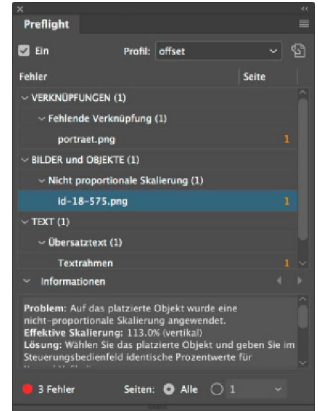 Preflight
Ein Profil: offset
Fehler Seite
VERKNÜPFUNGEN (1)
Fehlende Verknüpfung (1)
portraet.png 1
BILDER und OBJEKTE (1)
Nicht proportionale Skalierung (1)
id-18-575.png 1
TEXT (1)
Übersatztext (1)
Textrahmen 1
Informationen
Problem: Auf das platzierte Objekt wurde eine
nicht-proportionale Skalierung angewendet.
Effektive Skalierung: 113.0% (vertikal)
Lösung: Wählen Sie das platzierte Objekt und geben Sie im
Steuerungsbedienfeld identische Prozentwerte für
3 Fehler Seiten: Alle 1